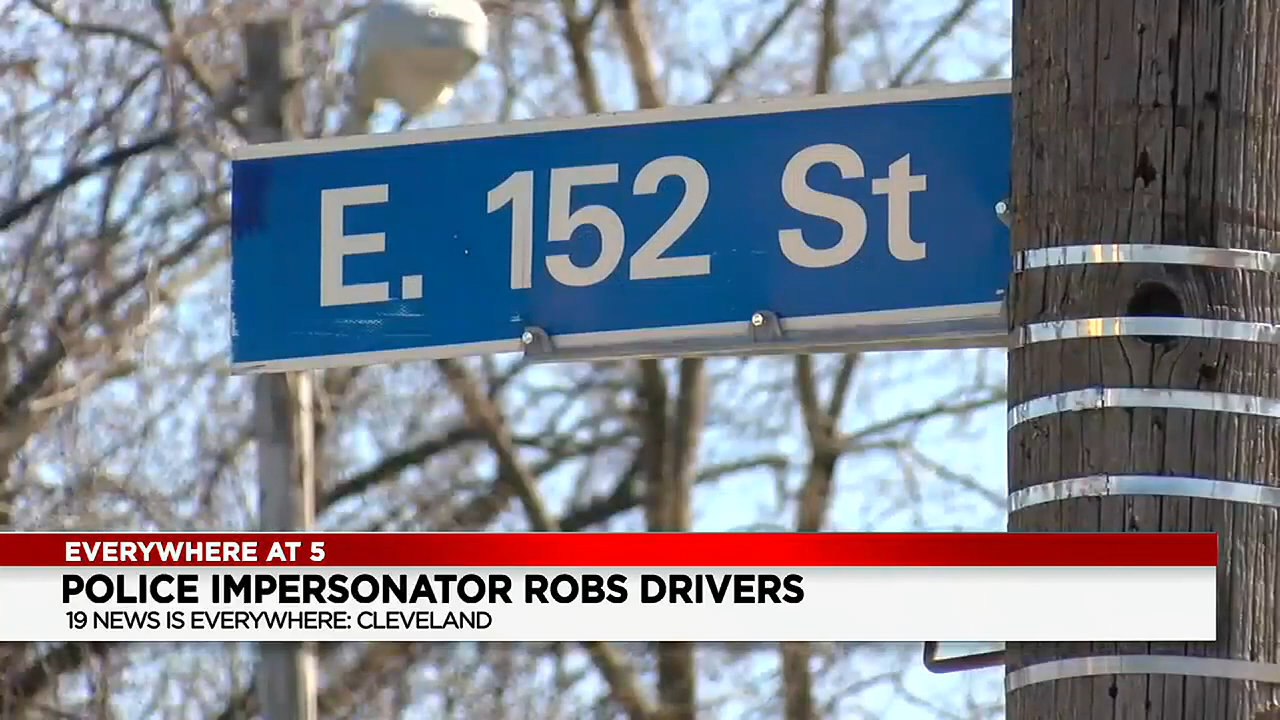 E. 152 St
EVERYWHERE AT 5
POLICE IMPERSONATOR ROBS DRIVERS
19 NEWS IS EVERYWHERE: CLEVELAND